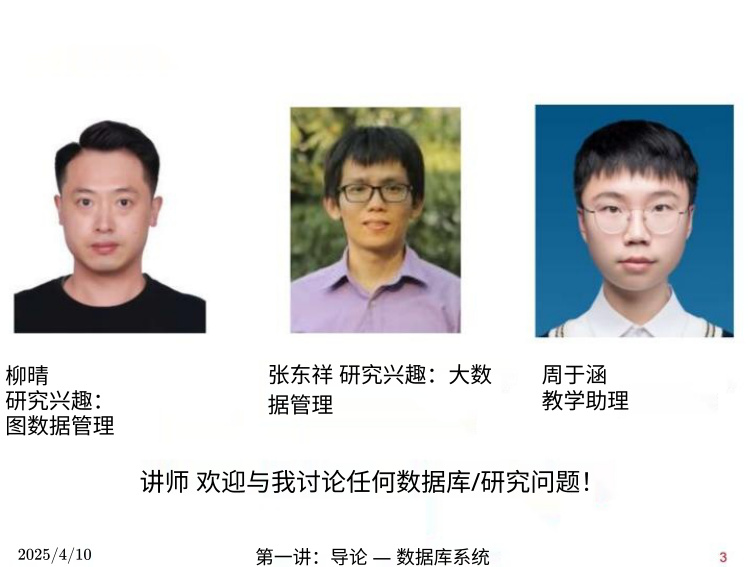 柳晴
研究兴趣：
图数据管理
张东祥 研究兴趣：大数
据管理
周于涵
教学助理
讲师 欢迎与我讨论任何数据库/研究问题！
2025/4/10
第一讲：导论 — 数据库系统
3